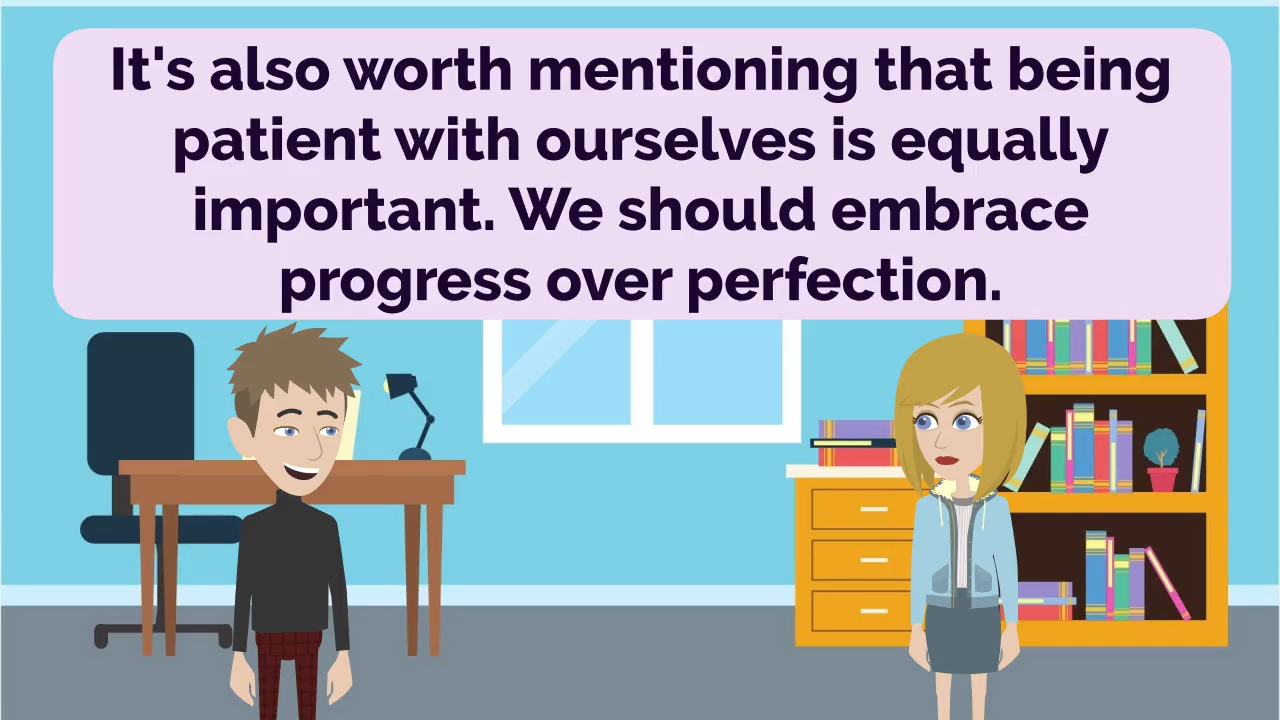 It's also worth mentioning that being
patient with ourselves is equally
important. We should embrace
progress over perfection.